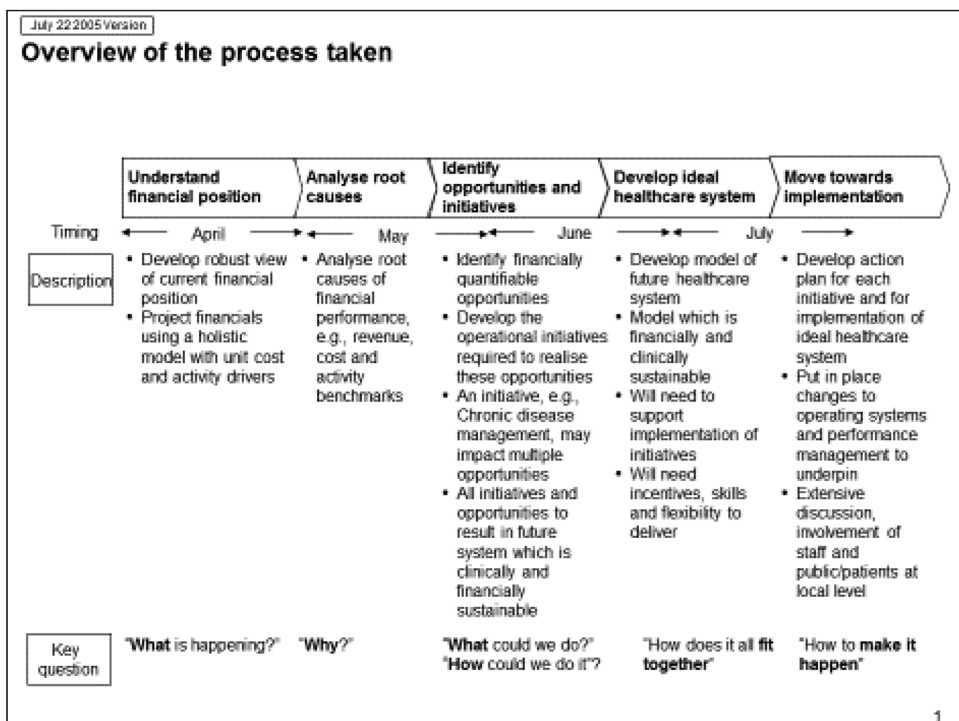 July 22 2005 Version
Overview of the process taken
Understand
financial position
Analyse root
causes
Identify
opportunities and
initiatives
Develop ideal
healthcare system
Move towards
implementation
Timing
April
May
June
July
Description
• Develop robust view
of current financial
position
• Project financials
using a holistic
model with unit cost
and activity drivers
• Analyse root
causes of
financial
performance,
e.g., revenue,
cost and
activity
benchmarks
• Identify financially
quantifiable
opportunities
• Develop the
operational initiatives
required to realise
these opportunities
• An initiative, e.g.,
Chronic disease
management, may
impact multiple
opportunities
• All initiatives and
opportunities to
result in future
system which is
clinically and
financially
sustainable
• Develop model of
future healthcare
system
• Model which is
financially and
clinically
sustainable
• Will need to
support
implementation of
initiatives
• Will need
incentives, skills
and flexibility to
deliver
• Develop action
plan for each
initiative and for
implementation of
ideal healthcare
system
• Put in place
changes to
operating systems
and performance
management to
underpin
• Extensive
discussion,
involvement of
staff and
public/patients at
local level
Key
question
"What is happening?"
"Why?"
"What could we do?"
"How could we do it"?
"How does it all fit
together"
"How to make it
happen"
1